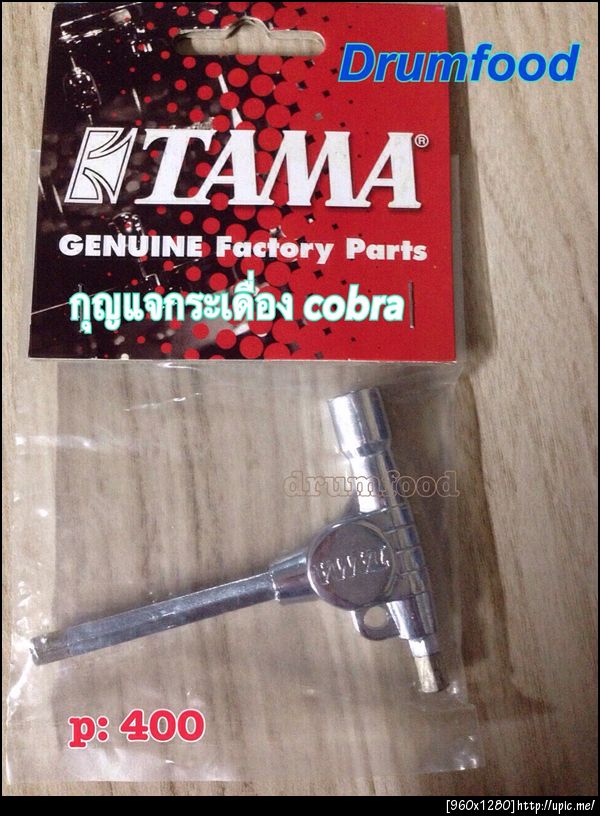 Drumfood
TAMA®
GENUINE Factory Parts
กุญแจกระเดื่อง cobra
drumfood
TAMA
p: 400
[960x1280]http://upic.me/